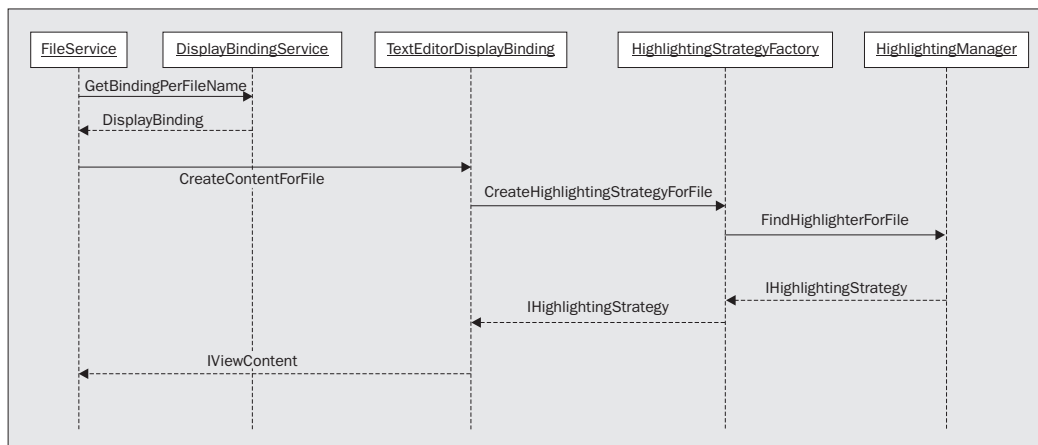 FileService
DisplayBindingService
TextEditorDisplayBinding
HighlightingStrategyFactory
HighlightingManager
GetBindingPerFileName
DisplayBinding
CreateContentForFile
CreateHighlightingStrategyForFile
FindHighlighterForFile
IHighlightingStrategy
IHighlightingStrategy
IViewContent